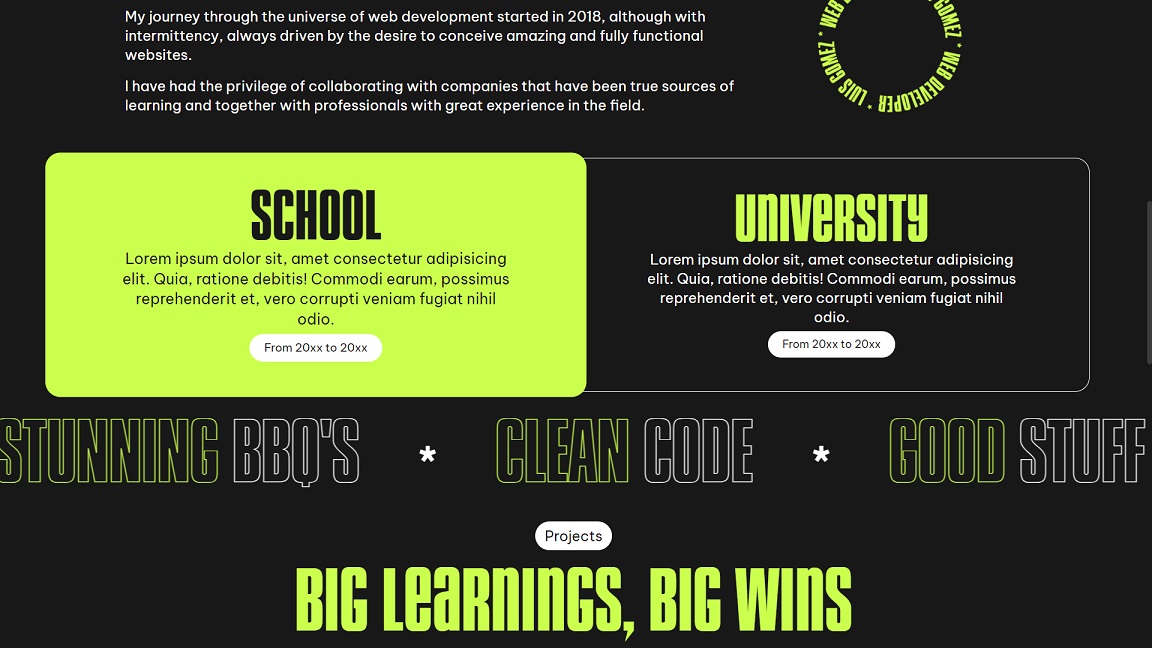 My journey through the universe of web development started in 2018, although with
intermittency, always driven by the desire to conceive amazing and fully functional
websites.
I have had the privilege of collaborating with companies that have been true sources of
learning and together with professionals with great experience in the field.
GOMEZ * WEB DEVELOPER * LUIS GOMEZ * WEB
SCHOOL
Lorem ipsum dolor sit, amet consectetur adipisicing
elit. Quia, ratione debitis! Commodi earum, possimus
reprehenderit et, vero corrupti veniam fugiat nihil
odio.
From 20xx to 20xx
UNIVERSITY
Lorem ipsum dolor sit, amet consectetur adipisicing
elit. Quia, ratione debitis! Commodi earum, possimus
reprehenderit et, vero corrupti veniam fugiat nihil
odio.
From 20xx to 20xx
STUNNING BBQ'S * CLEAN CODE * GOOD STUFF
Projects
BIG LEARNINGS, BIG WINS